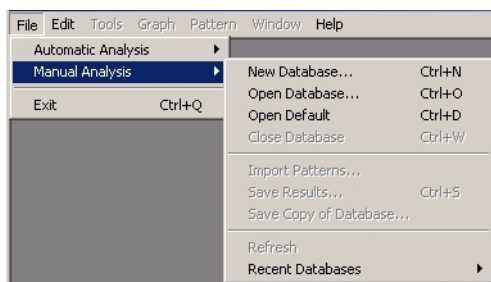 File Edit Tools Graph Pattern Window Help
Automatic Analysis
Manual Analysis
Exit Ctrl+Q
New Database... Ctrl+N
Open Database... Ctrl+O
Open Default Ctrl+D
Close Database Ctrl+W
Import Patterns...
Save Results... Ctrl+S
Save Copy of Database...
Refresh
Recent Databases